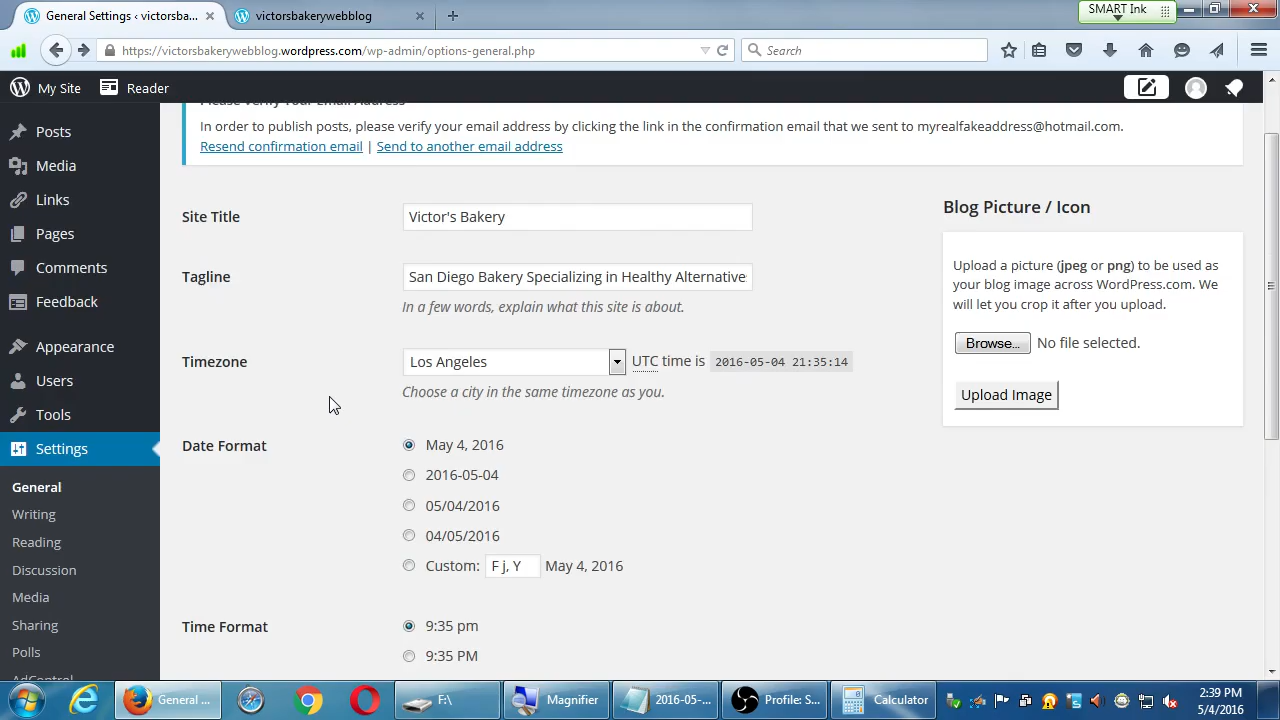 General Settings ‹ victorsba...
victorsbakerywebblog
SMART Ink
https://victorsbakerywebblog.wordpress.com/wp-admin/options-general.php
Search
My Site
Reader
Please Verify Your Email Address
In order to publish posts, please verify your email address by clicking the link in the confirmation email that we sent to myrealfakeaddress@hotmail.com.
Resend confirmation email | Send to another email address
Posts
Media
Links
Pages
Comments
Feedback
Appearance
Users
Tools
Settings
General
Writing
Reading
Discussion
Media
Sharing
Polls
AdControl
Site Title
Victor's Bakery
Tagline
San Diego Bakery Specializing in Healthy Alternative
In a few words, explain what this site is about.
Timezone
Los Angeles
UTC time is 2016-05-04 21:35:14
Choose a city in the same timezone as you.
Date Format
May 4, 2016
2016-05-04
05/04/2016
04/05/2016
Custom: F j, Y May 4, 2016
Time Format
9:35 pm
9:35 PM
Blog Picture / Icon
Upload a picture (jpeg or png) to be used as
your blog image across WordPress.com. We
will let you crop it after you upload.
Browse... No file selected.
Upload Image
General ...
F:\
Magnifier
2016-05-...
Profile: S...
Calculator
2:39 PM
5/4/2016